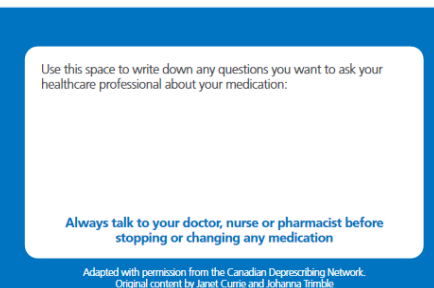 Use this space to write down any questions you want to ask your
healthcare professional about your medication:
Always talk to your doctor, nurse or pharmacist before
stopping or changing any medication
Adapted with permission from the Canadian Deprescribing Network.
Original content by Janet Currie and Johanna Trimble